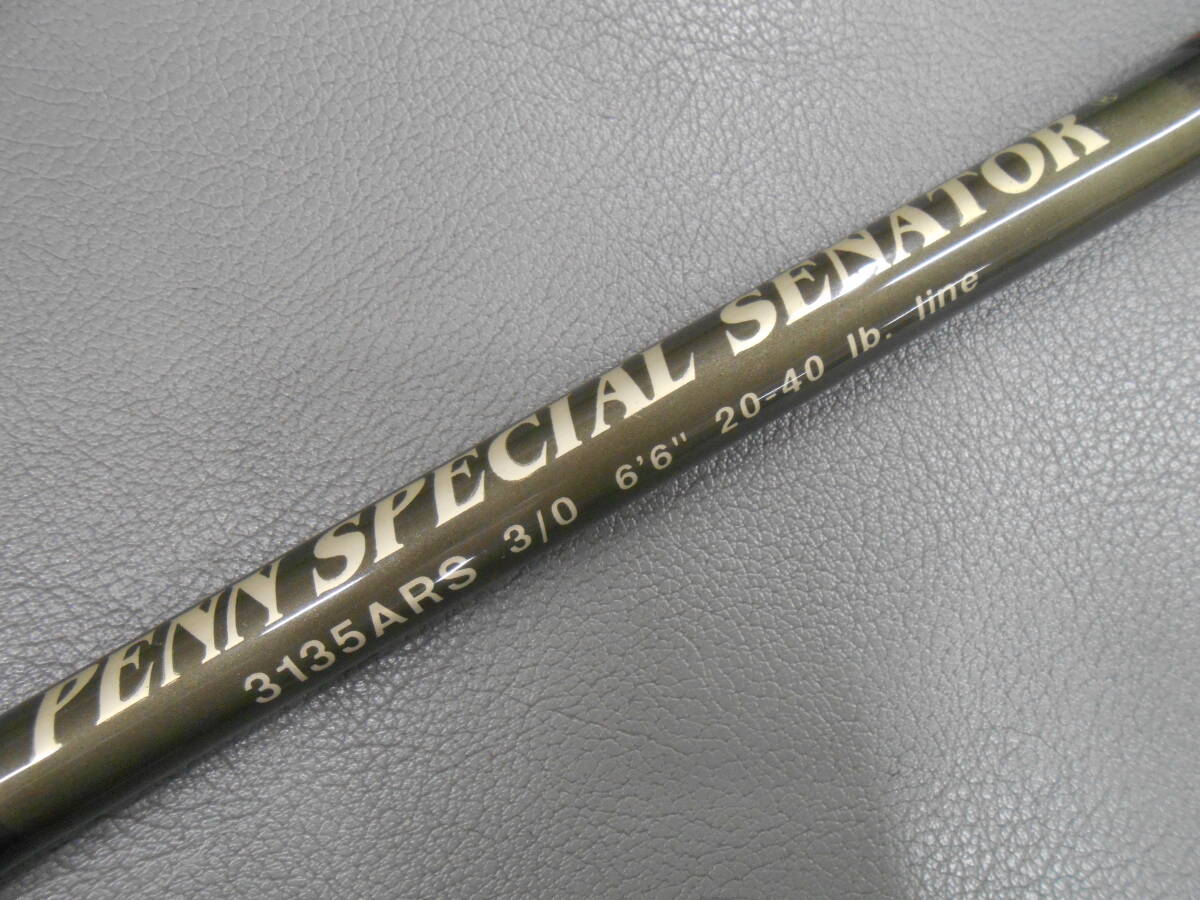 PENN SPECIAL SENATOR®
3135ARS 3/0 6'6" 20-40 lb. line